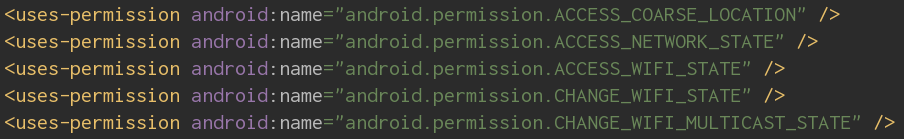 <uses-permission android:name="android.permission.ACCESS_COARSE_LOCATION" />
<uses-permission android:name="android.permission.ACCESS_NETWORK_STATE" />
<uses-permission android:name="android.permission.ACCESS_WIFI_STATE" />
<uses-permission android:name="android.permission.CHANGE_WIFI_STATE" />
<uses-permission android:name="android.permission.CHANGE_WIFI_MULTICAST_STATE" />